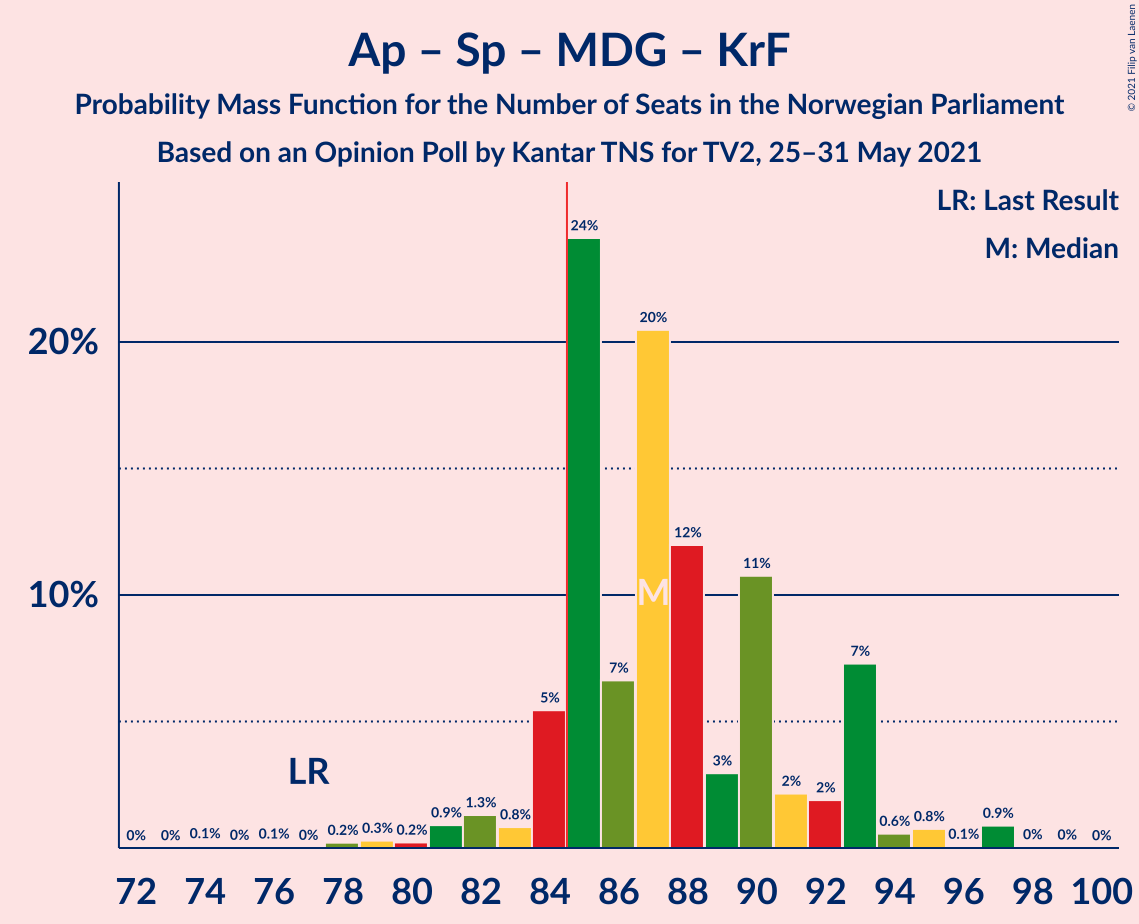 Ap – Sp – MDG – KrF
Probability Mass Function for the Number of Seats in the Norwegian Parliament
Based on an Opinion Poll by Kantar TNS for TV2, 25–31 May 2021
© 2021 Filip van Laenen
LR: Last Result
M: Median
24%
20%
20%
12%
11%
10%
M
7%
7%
5%
LR
3%
2%
2%
0% 0% 0.1% 0% 0.1% 0% 0.2% 0.3% 0.2% 0.9% 1.3% 0.8% 0.6% 0.8% 0.1% 0.9% 0% 0% 0%
72 74 76 78 80 82 84 86 88 90 92 94 96 98 100